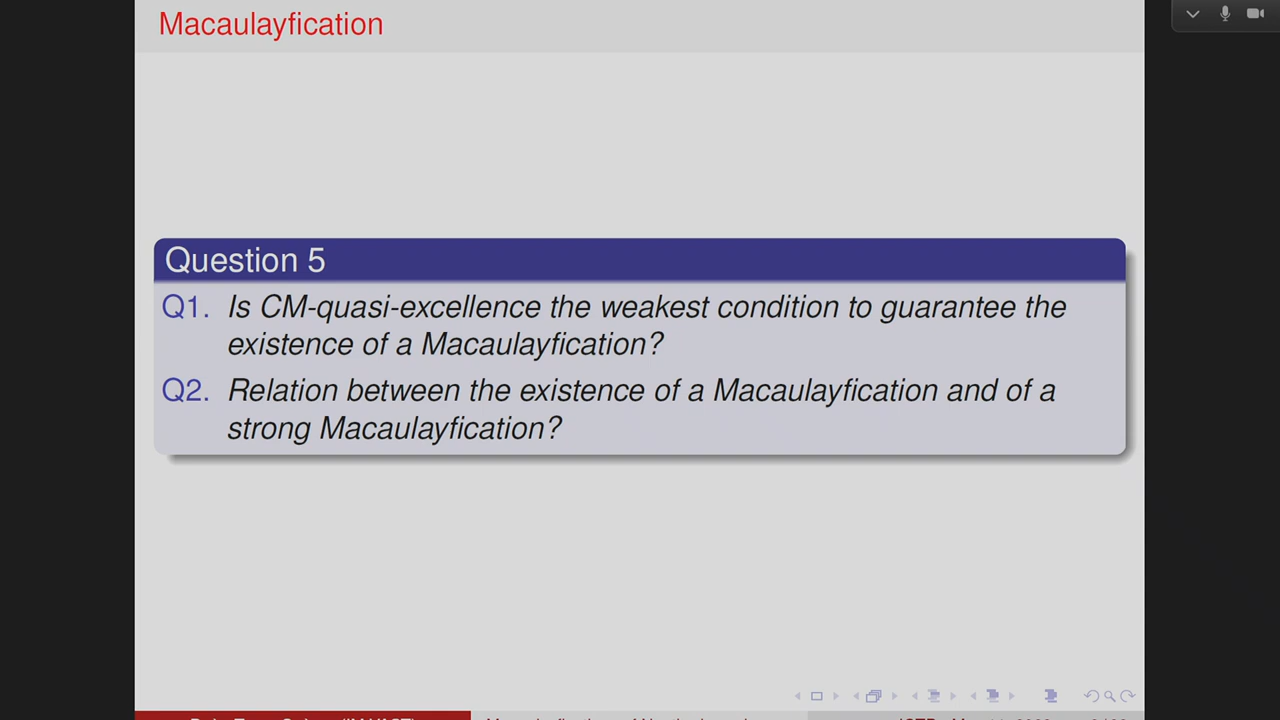 Macaulayfication
Question 5
Q1. Is CM-quasi-excellence the weakest condition to guarantee the
existence of a Macaulayfication?
Q2. Relation between the existence of a Macaulayfication and of a
strong Macaulayfication?